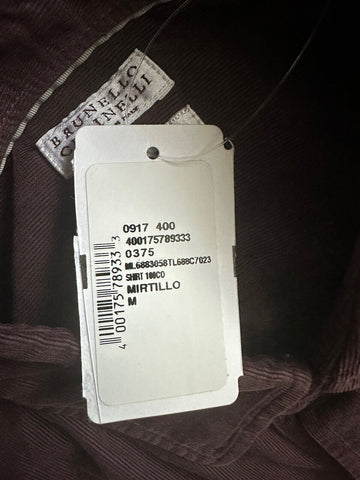 BRUNELLO
CUCINELLI
0917 400
400175789333
0375
ML6883058TL688C7023
SHIRT 100CO
MIRTILLO
M
4 00175 78933 3